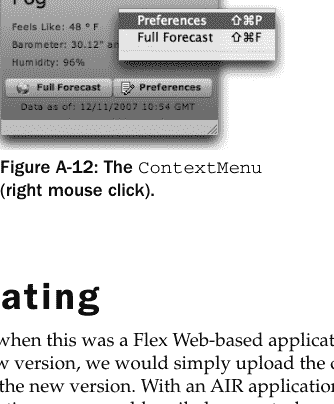 Fog
Feels Like: 48 ° F
Barometer: 30.12" an
Humidity: 96%
Preferences ⇧⌘P
Full Forecast ⇧⌘F
Full Forecast Preferences
Data as of: 12/11/2007 10:54 GMT
Figure A-12: The ContextMenu
(right mouse click).
ating
when this was a Flex Web-based applicat
w version, we would simply upload the
the new version. With an AIR application